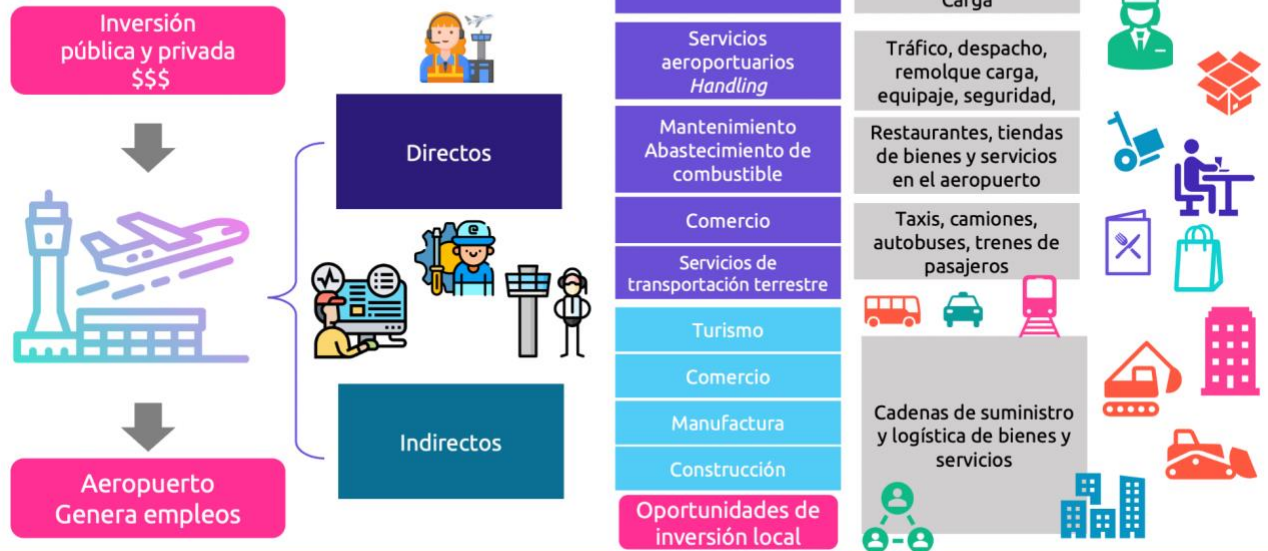 Inversión
pública y privada
$$$
Aeropuerto
Genera empleos
Directos
Indirectos
Servicios
aeroportuarios
Handling
Mantenimiento
Abastecimiento de
combustible
Comercio
Servicios de
transportación terrestre
Turismo
Comercio
Manufactura
Construcción
Oportunidades de
inversión local
Carga
Tráfico, despacho,
remolque carga,
equipaje, seguridad,
Restaurantes, tiendas
de bienes y servicios
en el aeropuerto
Taxis, camiones,
autobuses, trenes de
pasajeros
Cadenas de suministro
y logística de bienes y
servicios